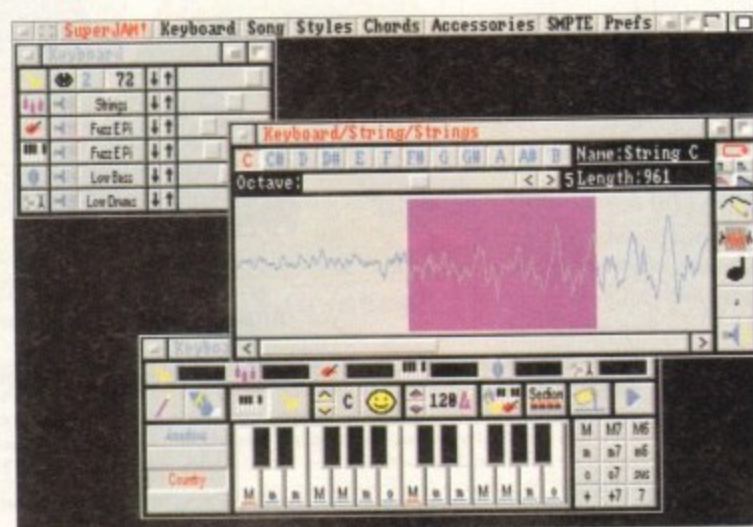 SuperJAM! Keyboard Song Styles Chords Accessories SMPTE Prefs
Keyboard
2 72
Strings
Fuzz E Pi
Fuzz E Pi
Low Bass
Low Drums
Keyboard/String/Strings
C C# D D# E F F# G G# A A# B Name:String C
Octave: < > 5 Length:961
< >
Keybo
C 120 Section
Country
M m m M M m o M m m M M m o
M M7 M6
m m7 m6
o o7 sus
+ +7 7